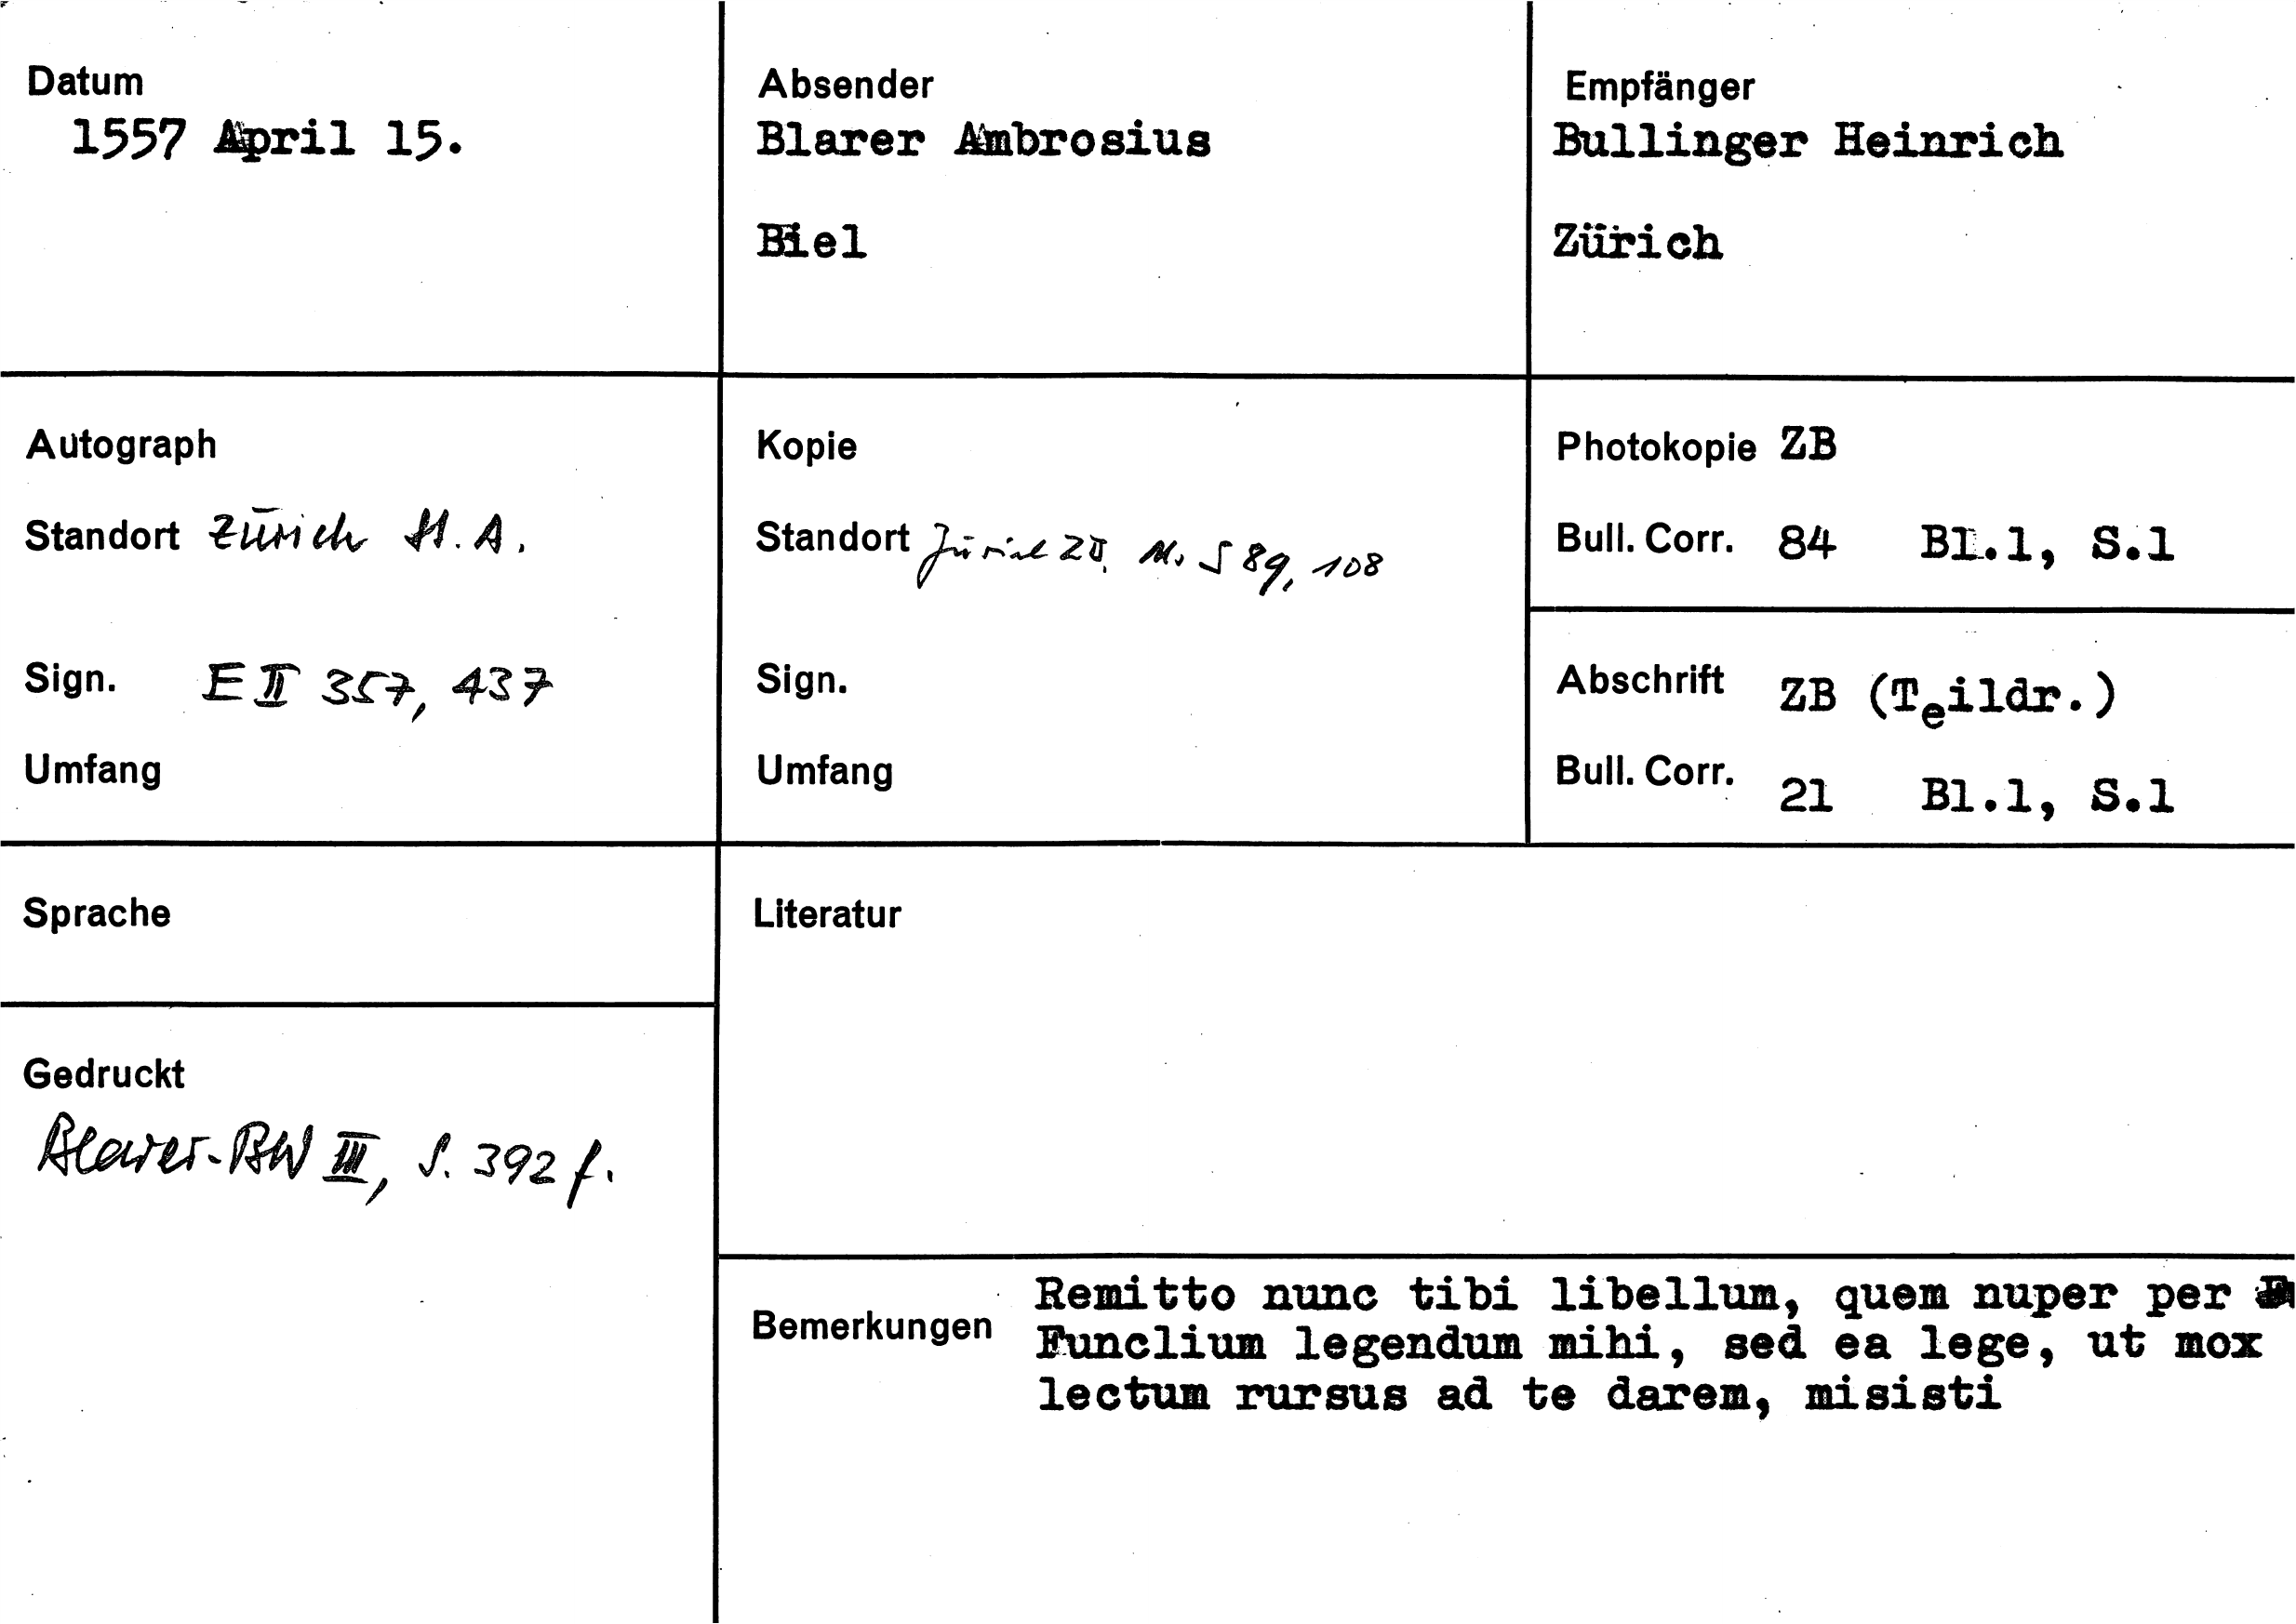 Datum
1557 April 15.
Absender
Blarer Ambrosius
Biel
Empfänger
Bullinger Heinrich
Zürich
Autograph
Standort Zürich St. A.
Sign. E II 357, 437
Umfang
Kopie
Standort Zürich ZB, Ms S 89, 108
Sign.
Umfang
Photokopie ZB
Bull. Corr. 84 Bl.1, S.1
Abschrift ZB (Teildr.)
Bull. Corr. 21 Bl.1, S.1
Sprache
Gedruckt
Blarer-BW III, S. 392 f.
Literatur
Bemerkungen
Remitto nunc tibi libellum, quem nuper per
Funclium legendum mihi, sed ea lege, ut mox
lectum rursus ad te darem, misisti